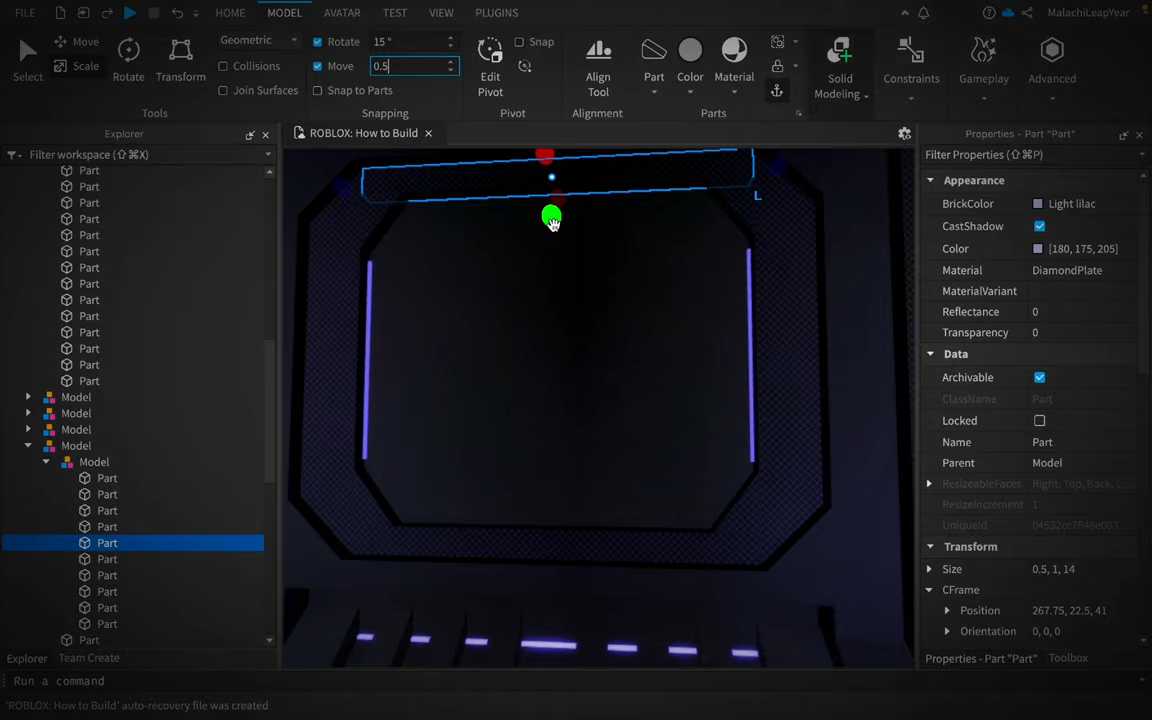 FILE HOME MODEL AVATAR TEST VIEW PLUGINS MalachiLeapYear
Select Move Scale Rotate Transform Tools
Geometric
Collisions
Join Surfaces
Rotate 15 °
Move 0.5
Snap to Parts
Snapping
Edit Pivot Snap Pivot
Align Tool Alignment
Part Color Material Parts
Solid Modeling Constraints Gameplay Advanced
Explorer
ROBLOX: How to Build
Properties - Part "Part"
Filter workspace (⇧⌘X)
Filter Properties (⇧⌘P)
Part
Part
Part
Part
Part
Part
Part
Part
Part
Part
Part
Part
Part
Part
Model
Model
Model
Model
Model
Part
Part
Part
Part
Part
Part
Part
Part
Part
Part
Part
L
Appearance
BrickColor Light lilac
CastShadow
Color [180, 175, 205]
Material DiamondPlate
MaterialVariant
Reflectance 0
Transparency 0
Data
Archivable
ClassName Part
Locked
Name Part
Parent Model
ResizeableFaces Right, Top, Back, L...
ResizeIncrement 1
UniqueId 04532cc7546e003...
Transform
Size 0.5, 1, 14
CFrame
Position 267.75, 22.5, 41
Orientation 0, 0, 0
Explorer Team Create
Properties - Part "Part" Toolbox
Run a command
'ROBLOX: How to Build' auto-recovery file was created